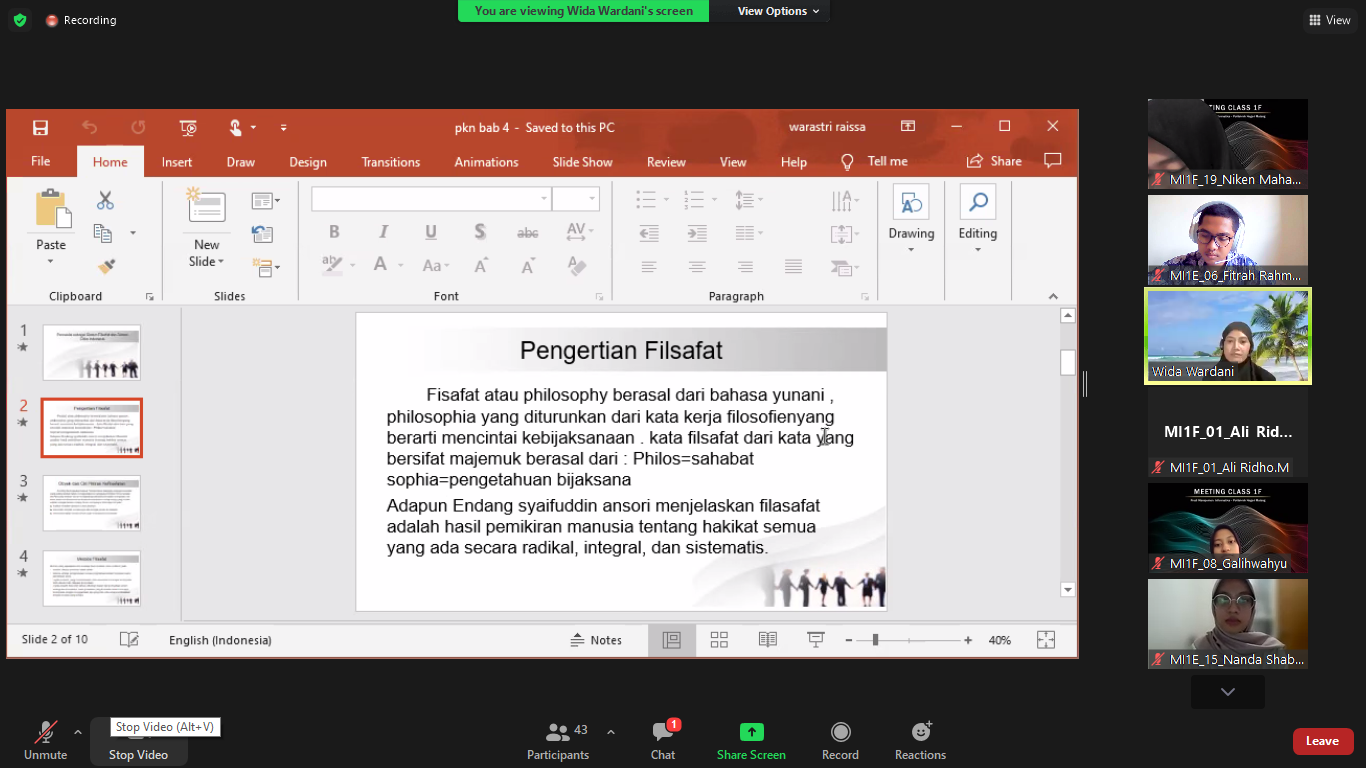 Recording
You are viewing Wida Wardani's screen
View Options
View
pkn bab 4 - Saved to this PC
warastri raissa
File
Home
Insert
Draw
Design
Transitions
Animations
Slide Show
Review
View
Help
Tell me
Share
Paste
New
Slide
B I U S abc AV
Aa
Drawing
Editing
Clipboard
Slides
Font
Paragraph
1
2
3
4
Pengertian Filsafat
Fisafat atau philosophy berasal dari bahasa yunani ,
philosophia yang diturunkan dari kata kerja filosofienyang
berarti mencintai kebijaksanaan . kata filsafat dari kata yang
bersifat majemuk berasal dari : Philos=sahabat
sophia=pengetahuan bijaksana
Adapun Endang syaifuddin ansori menjelaskan filasafat
adalah hasil pemikiran manusia tentang hakikat semua
yang ada secara radikal, integral, dan sistematis.
Slide 2 of 10
English (Indonesia)
Notes
40%
MI1F_19_Niken Maha...
MI1E_06_Fitrah Rahm...
Wida Wardani
MI1F_01_Ali Rid...
MI1F_01_Ali Ridho.M
MEETING CLASS 1F
MI1F_08_Galihwahyu
MI1E_15_Nanda Shab...
Stop Video (Alt+V)
Unmute
Stop Video
43
Participants
1
Chat
Share Screen
Record
Reactions
Leave